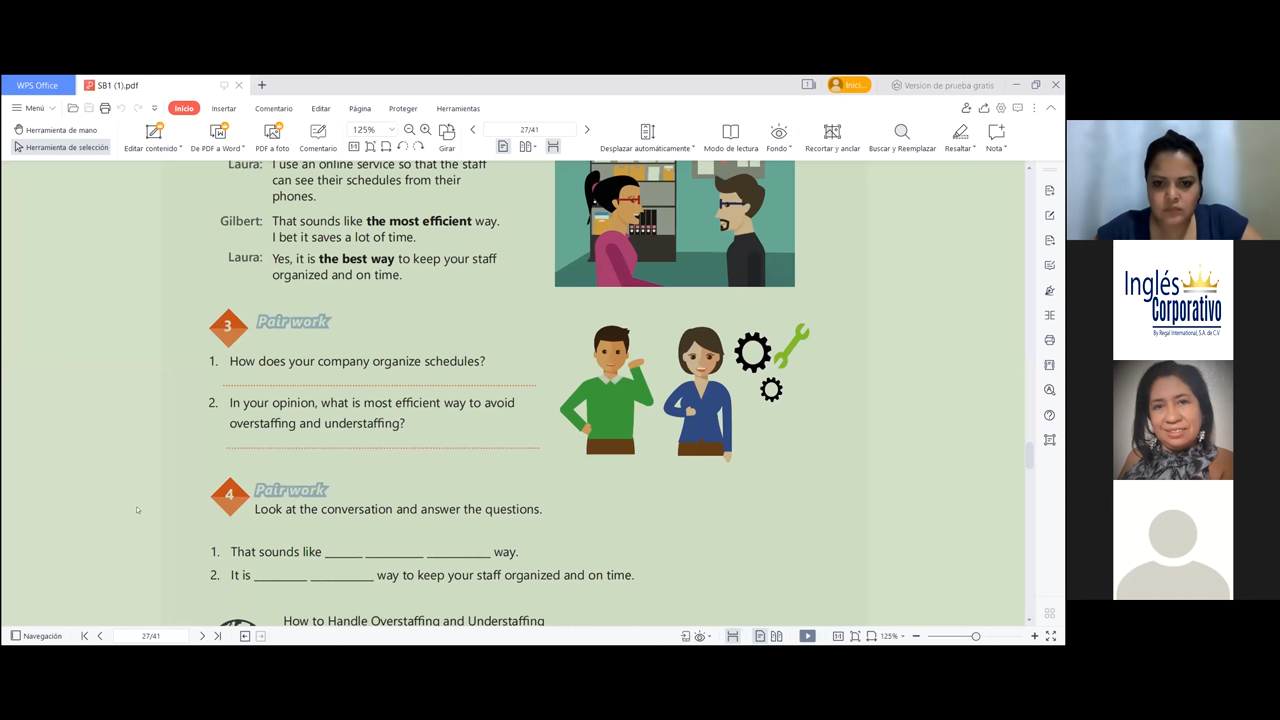 WPS Office
SB1 (1).pdf
Inici...
Versión de prueba gratis
Menú
Inicio
Insertar
Comentario
Editar
Página
Proteger
Herramientas
Herramienta de mano
Herramienta de selección
Editar contenido
De PDF a Word
PDF a foto
Comentario
125%
Girar
27/41
Desplazar automáticamente
Modo de lectura
Fondo
Recortar y anclar
Buscar y Reemplazar
Resaltar
Nota
Laura: I use an online service so that the staff
can see their schedules from their
phones.
Gilbert: That sounds like the most efficient way.
I bet it saves a lot of time.
Laura: Yes, it is the best way to keep your staff
organized and on time.
3 Pair work
1. How does your company organize schedules?
2. In your opinion, what is most efficient way to avoid
overstaffing and understaffing?
4 Pair work
Look at the conversation and answer the questions.
1. That sounds like ______ __________ ___________ way.
2. It is _________ ___________ way to keep your staff organized and on time.
How to Handle Overstaffing and Understaffing
Navegación
27/41
125%
Inglés
Corporativo
By Regal International, S.A. de C.V.